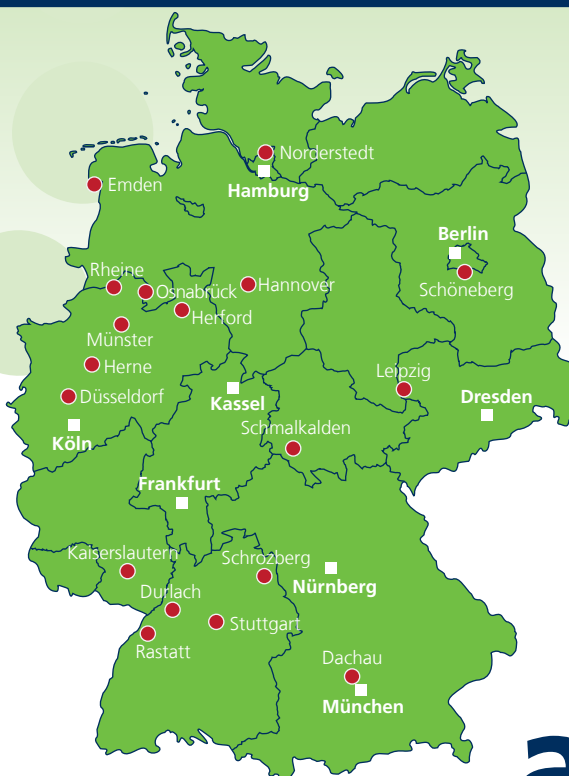 Norderstedt
Hamburg
Emden
Berlin
Schöneberg
Rheine
Osnabrück
Hannover
Herford
Münster
Herne
Düsseldorf
Köln
Kassel
Leipzig
Dresden
Schmalkalden
Frankfurt
Kaiserslautern
Schrozberg
Nürnberg
Durlach
Stuttgart
Rastatt
Dachau
München
a